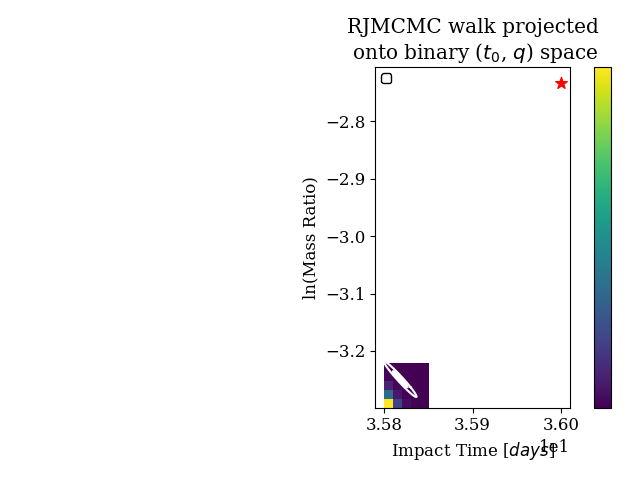 RJMCMC walk projected
onto binary (t₀, q) space
−2.8
−2.9
−3.0
−3.1
−3.2
ln(Mass Ratio)
3.58 3.59 3.60
1e1
Impact Time [days]